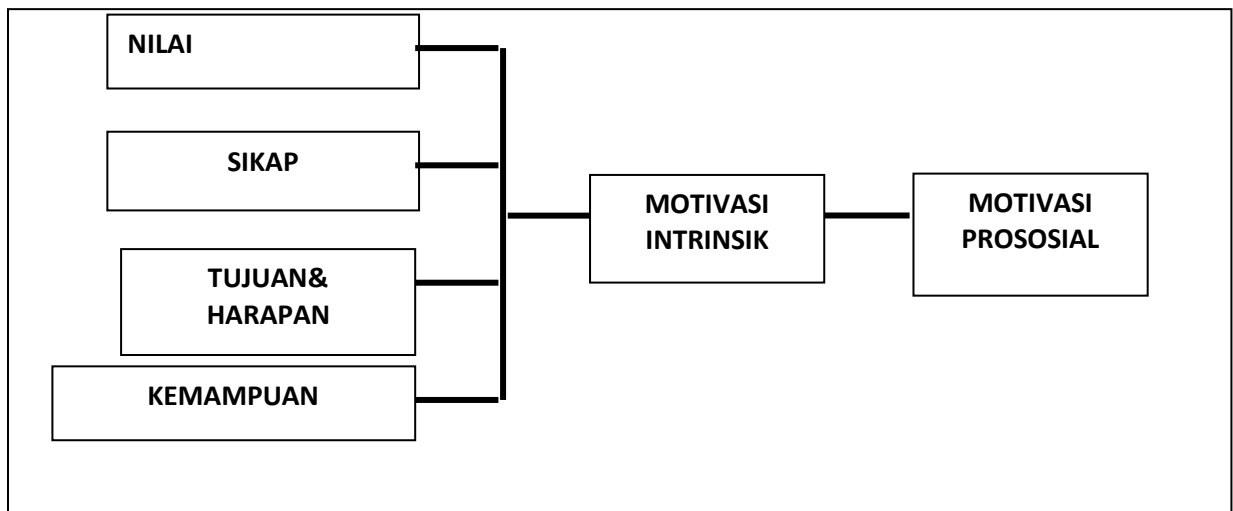 NILAI
SIKAP
TUJUAN&
HARAPAN
KEMAMPUAN
MOTIVASI
INTRINSIK
MOTIVASI
PROSOSIAL